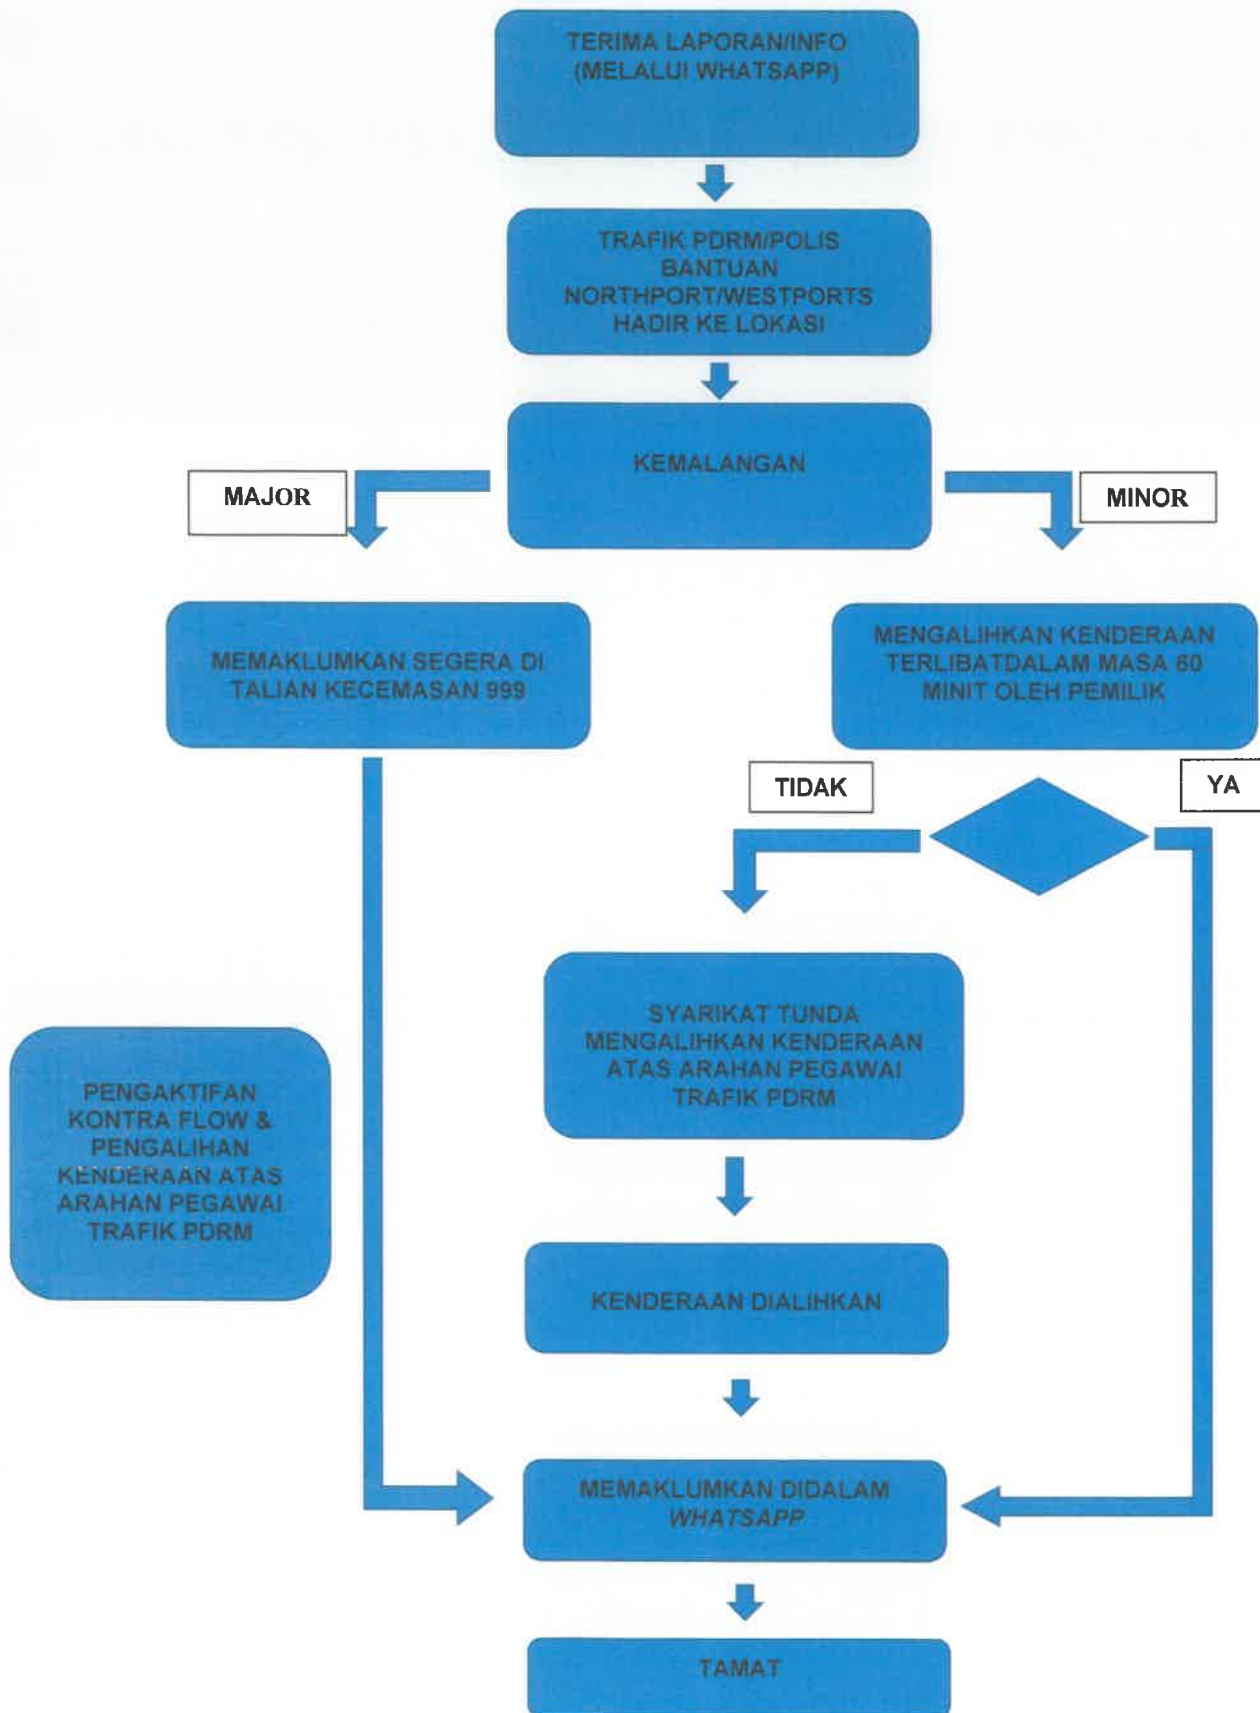 TERIMA LAPORAN/INFO
(MELALUI WHATSAPP)
TRAFIK PDRM/POLIS
BANTUAN
NORTHPORT/WESTPORTS
HADIR KE LOKASI
KEMALANGAN
MAJOR
MINOR
MEMAKLUMKAN SEGERA DI
TALIAN KECEMASAN 999
MENGALIHKAN KENDERAAN
TERLIBATDALAM MASA 60
MINIT OLEH PEMILIK
TIDAK
YA
SYARIKAT TUNDA
MENGALIHKAN KENDERAAN
ATAS ARAHAN PEGAWAI
TRAFIK PDRM
PENGAKTIFAN
KONTRA FLOW &
PENGALIHAN
KENDERAAN ATAS
ARAHAN PEGAWAI
TRAFIK PDRM
KENDERAAN DIALIHKAN
MEMAKLUMKAN DIDALAM
WHATSAPP
TAMAT